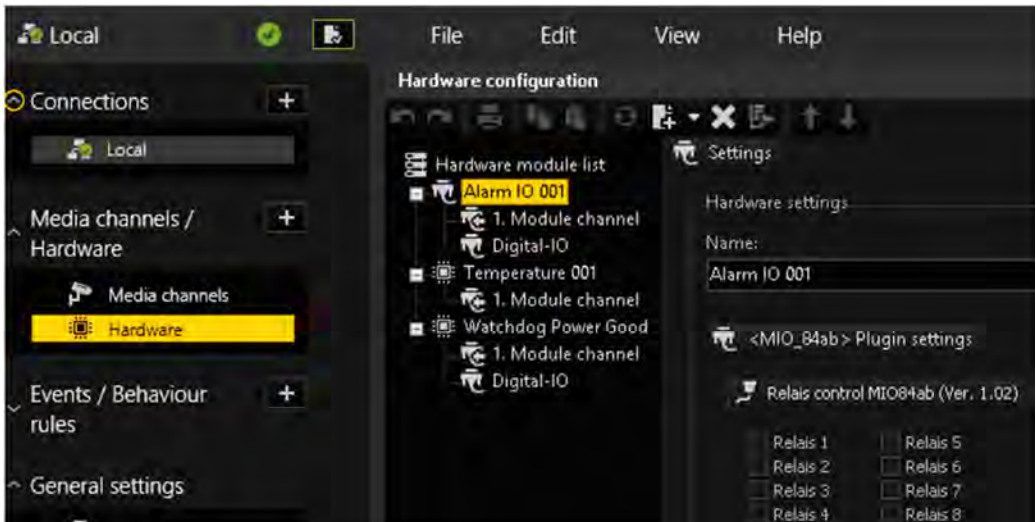 Local
File Edit View Help
Hardware configuration
Connections
Local
Media channels /
Hardware
Media channels
Hardware
Events / Behaviour
rules
General settings
Hardware module list
Alarm IO 001
1. Module channel
Digital-IO
Temperature 001
1. Module channel
Watchdog Power Good
1. Module channel
Digital-IO
Settings
Hardware settings
Name:
Alarm IO 001
<MIO_84ab> Plugin settings
Relais control MIO84ab (Ver. 1.02)
Relais 1 Relais 5
Relais 2 Relais 6
Relais 3 Relais 7
Relais 4 Relais 8